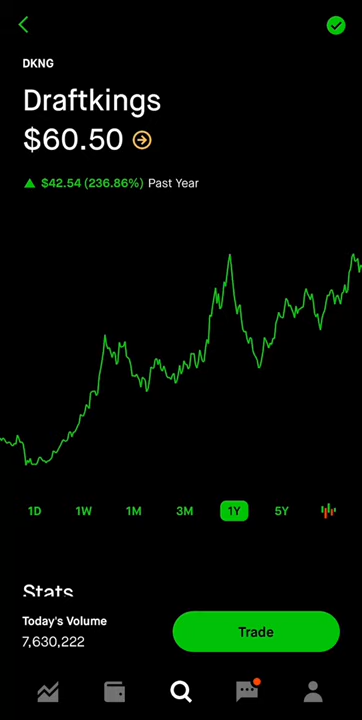 DKNG
Draftkings
$60.50
▲ $42.54 (236.86%) Past Year
1D 1W 1M 3M 1Y 5Y
Stats
Today's Volume
7,630,222
Trade